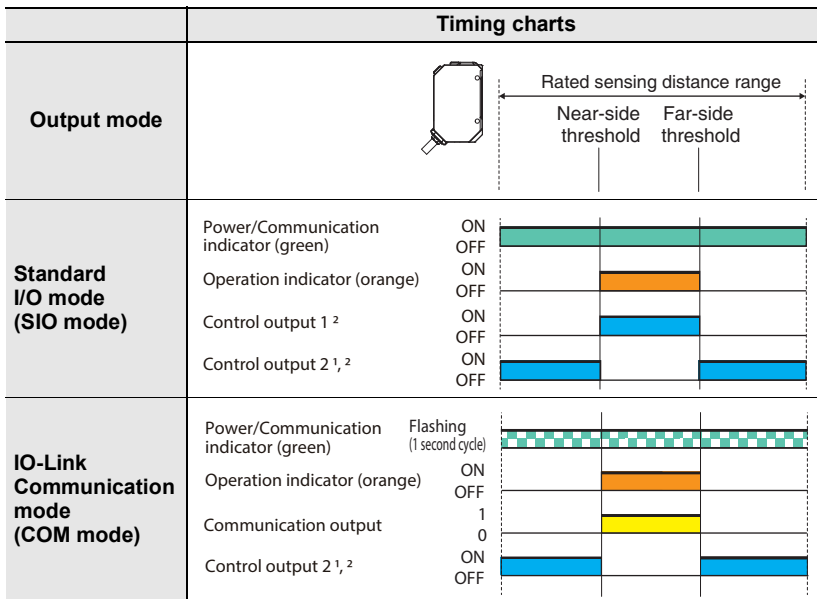 Timing charts
Output mode
Rated sensing distance range
Near-side threshold
Far-side threshold
Standard
I/O mode
(SIO mode)
Power/Communication
indicator (green)
ON
OFF
Operation indicator (orange)
ON
OFF
Control output 1 ²
ON
OFF
Control output 2 ¹, ²
ON
OFF
IO-Link
Communication
mode
(COM mode)
Power/Communication
indicator (green)
Flashing
(1 second cycle)
Operation indicator (orange)
ON
OFF
Communication output
1
0
Control output 2 ¹, ²
ON
OFF